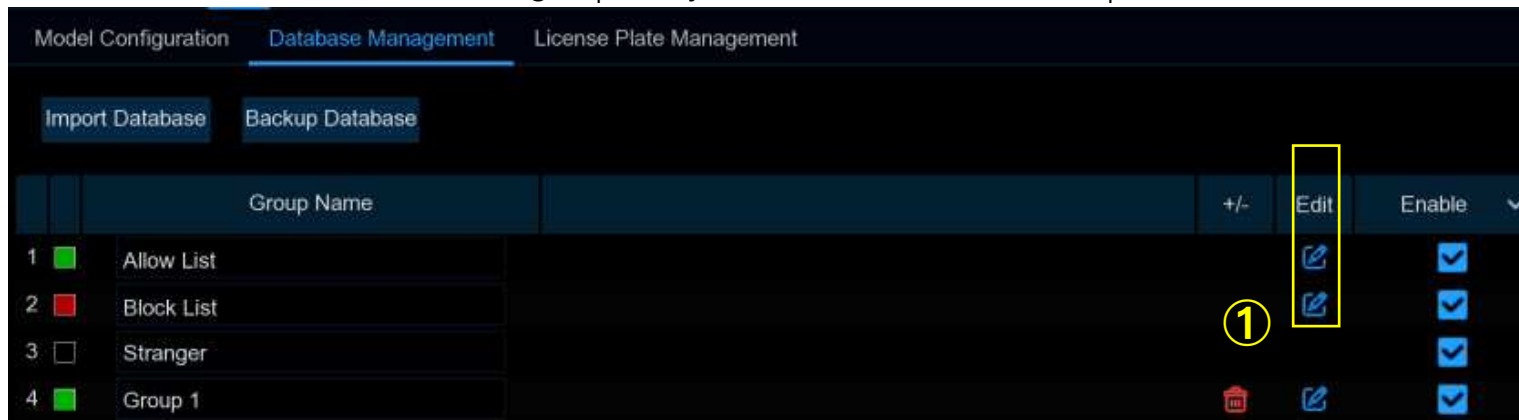 Model Configuration Database Management License Plate Management
Import Database Backup Database
Group Name +/- Edit Enable
1 Allow List
2 Block List
①
3 Stranger
4 Group 1